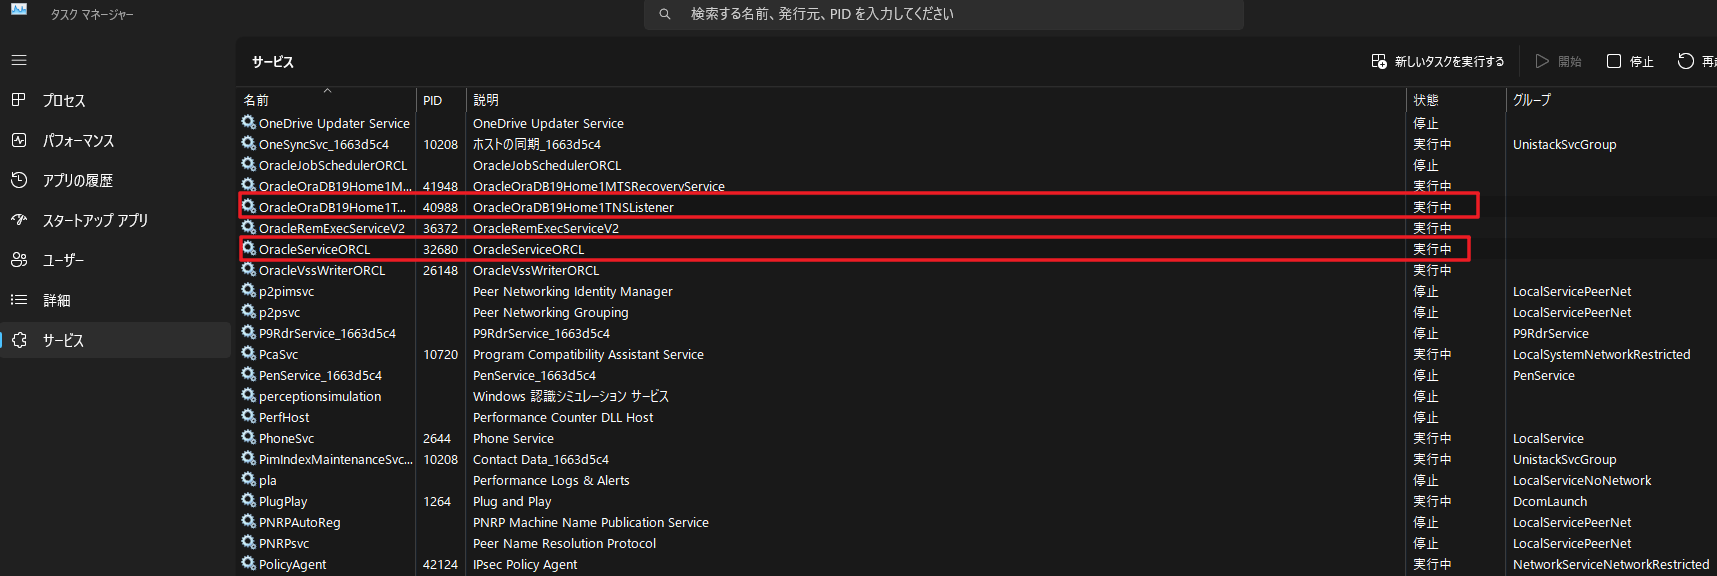 タスク マネージャー
検索する名前、発行元、PID を入力してください
サービス
新しいタスクを実行する
開始
停止
プロセス
パフォーマンス
アプリの履歴
スタートアップ アプリ
ユーザー
詳細
サービス
名前 PID 説明 状態 グループ
OneDrive Updater Service OneDrive Updater Service 停止
OneSyncSvc_1663d5c4 10208 ホストの同期_1663d5c4 実行中 UnistackSvcGroup
OracleJobSchedulerORCL OracleJobSchedulerORCL 停止
OracleOraDB19Home1M... 41948 OracleOraDB19Home1MTSRecoveryService 実行中
OracleOraDB19Home1T... 40988 OracleOraDB19Home1TNSListener 実行中
OracleRemExecServiceV2 36372 OracleRemExecServiceV2 実行中
OracleServiceORCL 32680 OracleServiceORCL 実行中
OracleVssWriterORCL 26148 OracleVssWriterORCL 実行中
p2pimsvc Peer Networking Identity Manager 停止 LocalServicePeerNet
p2psvc Peer Networking Grouping 停止 LocalServicePeerNet
P9RdrService_1663d5c4 P9RdrService_1663d5c4 停止 P9RdrService
PcaSvc 10720 Program Compatibility Assistant Service 実行中 LocalSystemNetworkRestricted
PenService_1663d5c4 PenService_1663d5c4 停止 PenService
perceptionsimulation Windows 認識シミュレーション サービス 停止
PerfHost Performance Counter DLL Host 停止
PhoneSvc 2644 Phone Service 実行中 LocalService
PimIndexMaintenanceSvc... 10208 Contact Data_1663d5c4 実行中 UnistackSvcGroup
pla Performance Logs & Alerts 停止 LocalServiceNoNetwork
PlugPlay 1264 Plug and Play 実行中 DcomLaunch
PNRPAutoReg PNRP Machine Name Publication Service 停止 LocalServicePeerNet
PNRPsvc Peer Name Resolution Protocol 停止 LocalServicePeerNet
PolicyAgent 42124 IPsec Policy Agent 実行中 NetworkServiceNetworkRestricted